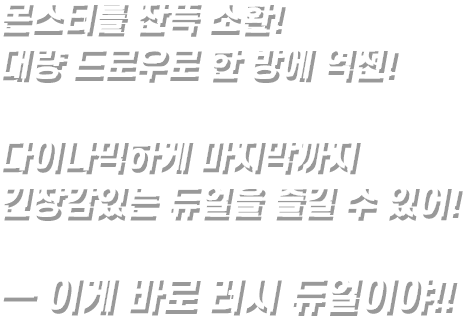 몬스터를 잔뜩 소환!
대량 드로우로 한 방에 역전!
다이나믹하게 마지막까지
긴장감있는 듀얼을 즐길 수 있어!
— 이게 바로 러시 듀얼이야!!